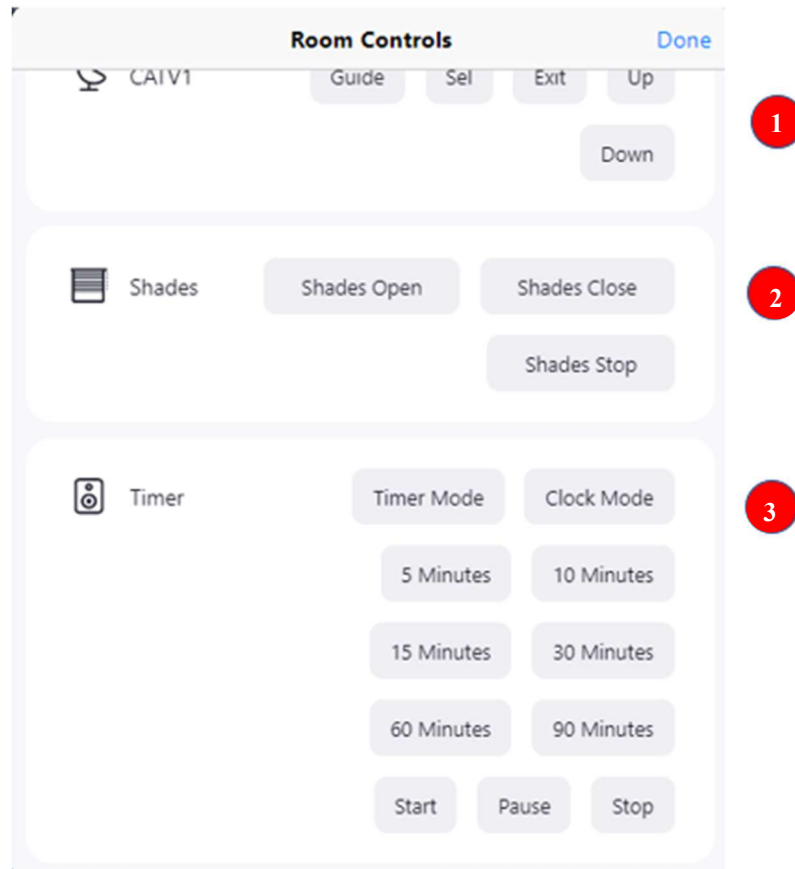 Room Controls Done
CATV1 Guide Sel Exit Up
1
Down
Shades Shades Open Shades Close
2
Shades Stop
Timer Timer Mode Clock Mode
3
5 Minutes 10 Minutes
15 Minutes 30 Minutes
60 Minutes 90 Minutes
Start Pause Stop